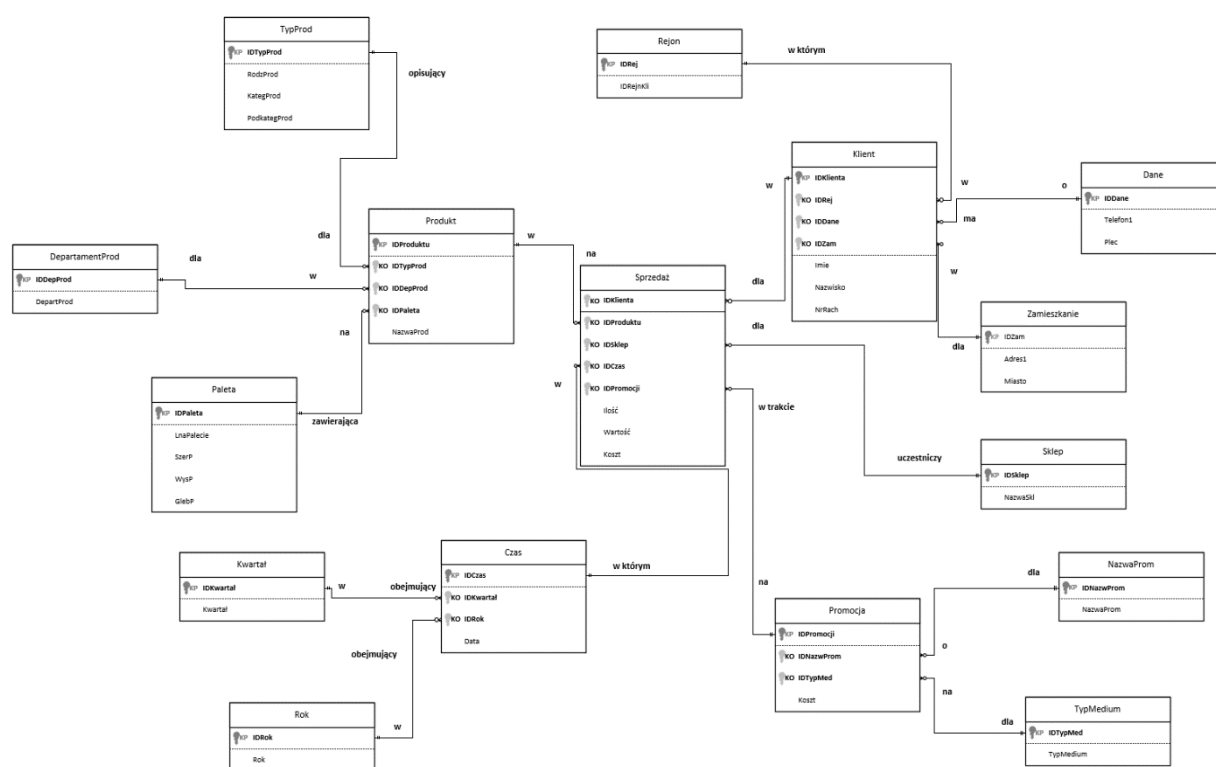 TypProd
KP IDTypProd
RodzProd
KategProd
PodkategProd
opisujący
dla
Rejon
KP IDRej
IDRejnKli
w którym
Klient
KP IDKlienta
KO IDRej
KO IDDane
KO IDZam
Imie
Nazwisko
NrRach
w
w
ma
o
w
dla
Dane
KP IDDane
Telefon1
Plec
Produkt
KP IDProduktu
KO IDTypProd
KO IDDepProd
KO IDPaleta
NazwaProd
w
na
DepartamentProd
KP IDDepProd
DepartProd
dla
w
na
Sprzedaż
KO IDKlienta
KO IDProduktu
KO IDSklep
KO IDCzas
KO IDPromocji
Ilość
Wartość
Koszt
dla
dla
w
w trakcie
Zamieszkanie
KP IDZam
Adres1
Miasto
Paleta
KP IDPaleta
LnaPalecie
SzerP
WysP
GlebP
zawierająca
uczestniczy
Sklep
KP IDSklep
NazwaSkl
Kwartał
KP IDKwartał
Kwartał
w
obejmujący
Czas
KP IDCzas
KO IDKwartał
KO IDRok
Data
w którym
obejmujący
w
Rok
KP IDRok
Rok
na
Promocja
KP IDPromocji
KO IDNazwProm
KO IDTypMed
Koszt
dla
o
na
dla
NazwaProm
KP IDNazwProm
NazwaProm
TypMedium
KP IDTypMed
TypMedium